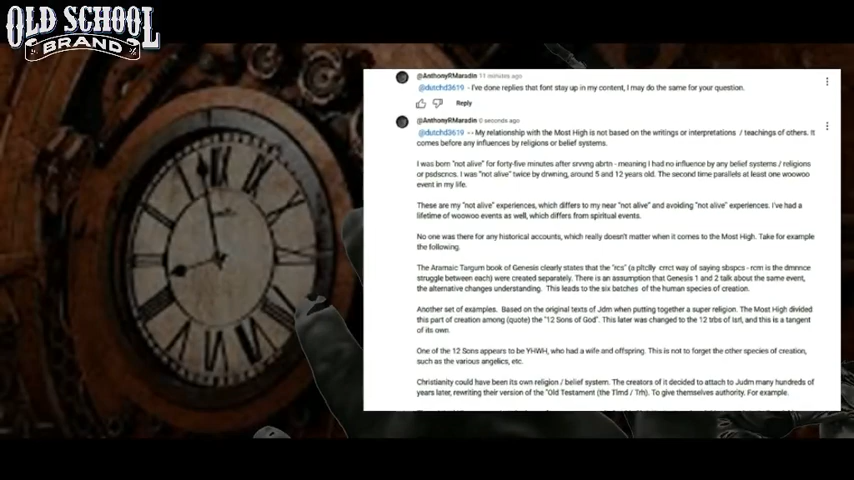 OLD SCHOOL
BRAND
@AnthonyRMaradin 11 minutes ago
@dutchd3619 - I've done replies that font stay up in my content, I may do the same for your question.
Reply
@AnthonyRMaradin 0 seconds ago
@dutchd3619 - - My relationship with the Most High is not based on the writings or interpretations / teachings of others. It
comes before any influences by religions or belief systems.
I was born "not alive" for forty-five minutes after srvvng abrtn - meaning I had no influence by any belief systems / religions
or psdscncs. I was "not alive" twice by drwning, around 5 and 12 years old. The second time parallels at least one woowoo
event in my life.
These are my "not alive" experiences, which differs to my near "not alive" and avoiding "not alive" experiences. I've had a
lifetime of woowoo events as well, which differs from spiritual events.
No one was there for any historical accounts, which really doesn't matter when it comes to the Most High. Take for example
the following.
The Aramaic Targum book of Genesis clearly states that the "rcs" (a pltclly crrct way of saying sbspcs - rcm is the dmnnce
struggle between each) were created separately. There is an assumption that Genesis 1 and 2 talk about the same event,
the alternative changes understanding. This leads to the six batches of the human species of creation.
Another set of examples. Based on the original texts of Jdm when putting together a super religion. The Most High divided
this part of creation among (quote) the "12 Sons of God". This later was changed to the 12 trbs of Isrl, and this is a tangent
of its own.
One of the 12 Sons appears to be YHWH, who had a wife and offspring. This is not to forget the other species of creation,
such as the various angelics, etc.
Christianity could have been its own religion / belief system. The creators of it decided to attach to Judm many hundreds of
years later, rewriting their version of the "Old Testament (the Tlmd / Trh). To give themselves authority. For example.